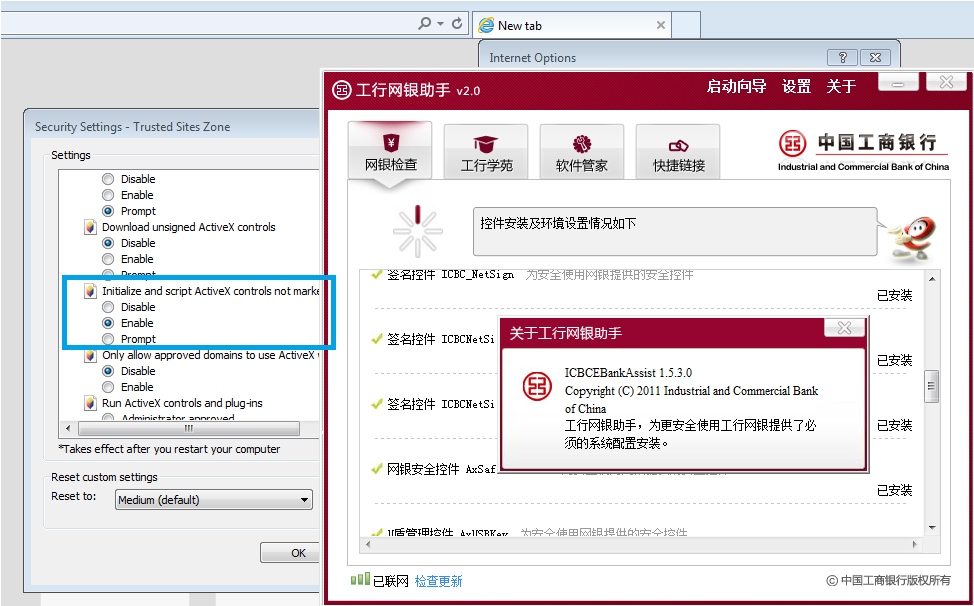 New tab
Internet Options
Security Settings - Trusted Sites Zone
Settings
Disable
Enable
Prompt
Download unsigned ActiveX controls
Disable
Enable
Prompt
Initialize and script ActiveX controls not marke
Disable
Enable
Prompt
Only allow approved domains to use ActiveX
Disable
Enable
Run ActiveX controls and plug-ins
Administrator approved
*Takes effect after you restart your computer
Reset custom settings
Reset to:
Medium (default)
OK
工行网银助手 v2.0
启动向导 设置 关于
网银检查
工行学苑
软件管家
快捷链接
中国工商银行
Industrial and Commercial Bank of China
控件安装及环境设置情况如下
签名控件 ICBC_NetSign 为安全使用网银提供的安全控件
已安装
签名控件 ICBCNetSi
已安装
签名控件 ICBCNetSi
已安装
网银安全控件 AxSaf
已安装
U盾管理控件 AxUSBKey 为安全使用网银提供的安全控件
关于工行网银助手
ICBCEBankAssist 1.5.3.0
Copyright (C) 2011 Industrial and Commercial Bank
of China
工行网银助手，为更安全使用工行网银提供了必
须的系统配置安装。
已联网 检查更新
© 中国工商银行版权所有